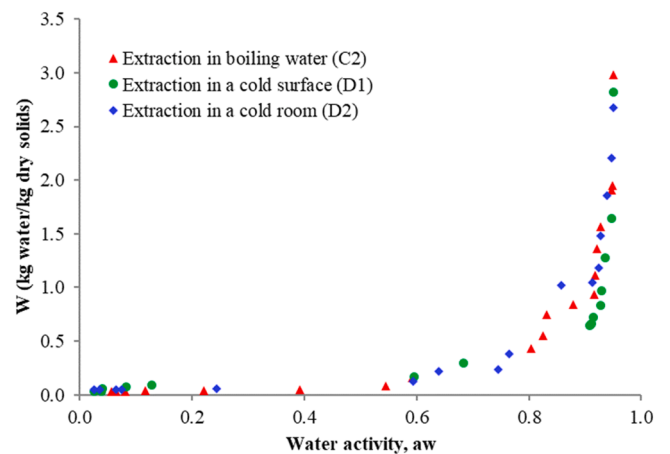 3.5
3.0
2.5
2.0
1.5
1.0
0.5
0.0
W (kg water/kg dry solids)
Extraction in boiling water (C2)
Extraction in a cold surface (D1)
Extraction in a cold room (D2)
0.0 0.2 0.4 0.6 0.8 1.0
Water activity, aw